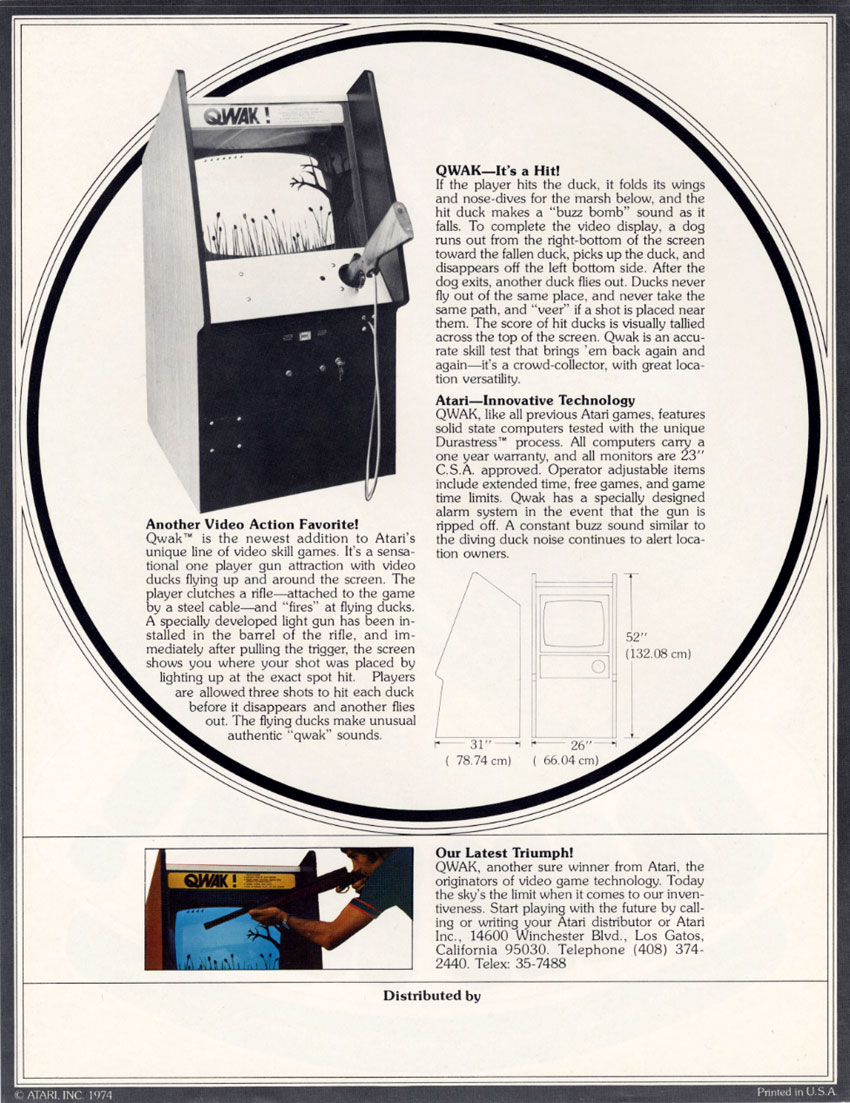 QWAK!
QWAK—It's a Hit!
If the player hits the duck, it folds its wings
and nose-dives for the marsh below, and the
hit duck makes a “buzz bomb” sound as it
falls. To complete the video display, a dog
runs out from the right-bottom of the screen
toward the fallen duck, picks up the duck, and
disappears off the left bottom side. After the
dog exits, another duck flies out. Ducks never
fly out of the same place, and never take the
same path, and “veer” if a shot is placed near
them. The score of hit ducks is visually tallied
across the top of the screen. Qwak is an accu-
rate skill test that brings 'em back again and
again—it's a crowd-collector, with great loca-
tion versatility.
Atari—Innovative Technology
QWAK, like all previous Atari games, features
solid state computers tested with the unique
Durastress™ process. All computers carry a
one year warranty, and all monitors are 23''
C.S.A. approved. Operator adjustable items
include extended time, free games, and game
time limits. Qwak has a specially designed
alarm system in the event that the gun is
ripped off. A constant buzz sound similar to
the diving duck noise continues to alert loca-
tion owners.
Another Video Action Favorite!
Qwak™ is the newest addition to Atari's
unique line of video skill games. It's a sensa-
tional one player gun attraction with video
ducks flying up and around the screen. The
player clutches a rifle—attached to the game
by a steel cable—and “fires” at flying ducks.
A specially developed light gun has been in-
stalled in the barrel of the rifle, and im-
mediately after pulling the trigger, the screen
shows you where your shot was placed by
lighting up at the exact spot hit. Players
are allowed three shots to hit each duck
before it disappears and another flies
out. The flying ducks make unusual
authentic “qwak” sounds.
52''
(132.08 cm)
31''
( 78.74 cm)
26''
( 66.04 cm)
QWAK!
Our Latest Triumph!
QWAK, another sure winner from Atari, the
originators of video game technology. Today
the sky's the limit when it comes to our inven-
tiveness. Start playing with the future by call-
ing or writing your Atari distributor or Atari
Inc., 14600 Winchester Blvd., Los Gatos,
California 95030. Telephone (408) 374-
2440. Telex: 35-7488
Distributed by
© ATARI, INC. 1974
Printed in U.S.A.